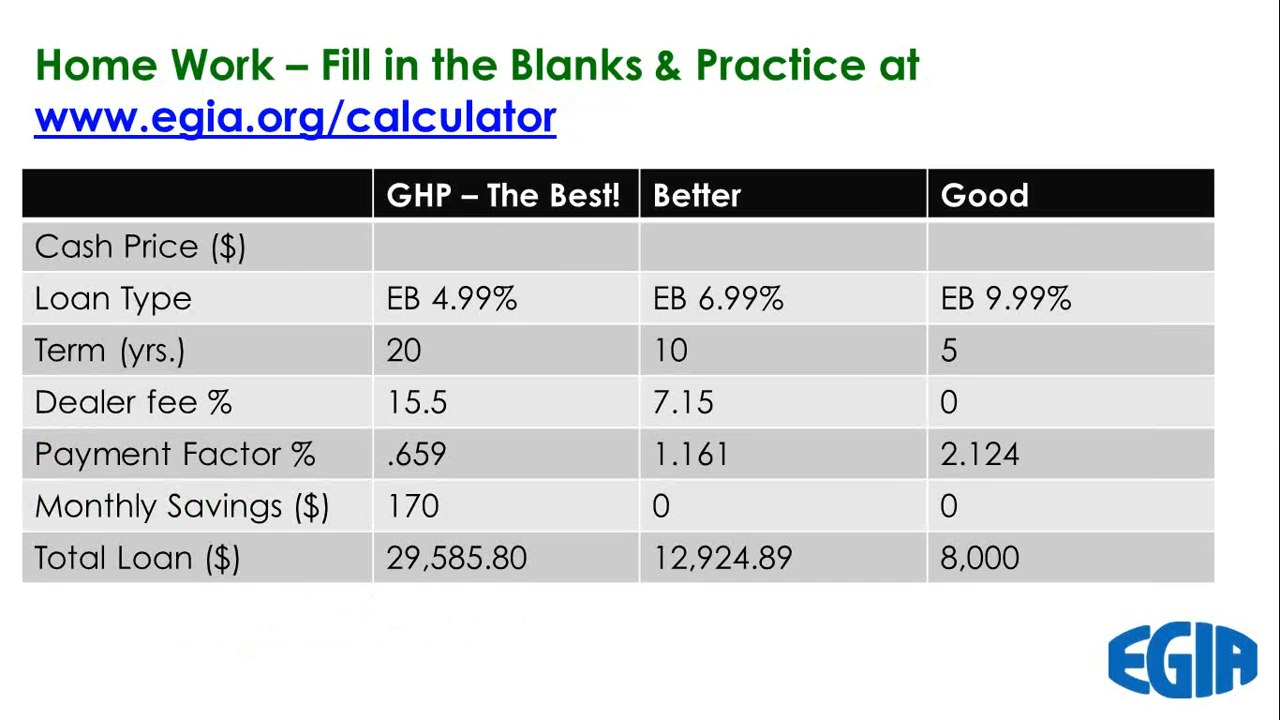 Home Work – Fill in the Blanks & Practice at
www.egia.org/calculator
GHP – The Best! Better Good
Cash Price ($)
Loan Type EB 4.99% EB 6.99% EB 9.99%
Term (yrs.) 20 10 5
Dealer fee % 15.5 7.15 0
Payment Factor % .659 1.161 2.124
Monthly Savings ($) 170 0 0
Total Loan ($) 29,585.80 12,924.89 8,000
EGIA